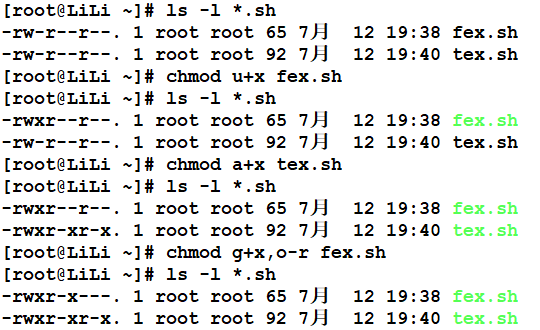 [root@LiLi ~]# ls -l *.sh
-rw-r--r--. 1 root root 65 7月  12 19:38 fex.sh
-rw-r--r--. 1 root root 92 7月  12 19:40 tex.sh
[root@LiLi ~]# chmod u+x fex.sh
[root@LiLi ~]# ls -l *.sh
-rwxr--r--. 1 root root 65 7月  12 19:38 fex.sh
-rw-r--r--. 1 root root 92 7月  12 19:40 tex.sh
[root@LiLi ~]# chmod a+x tex.sh
[root@LiLi ~]# ls -l *.sh
-rwxr--r--. 1 root root 65 7月  12 19:38 fex.sh
-rwxr-xr-x. 1 root root 92 7月  12 19:40 tex.sh
[root@LiLi ~]# chmod g+x,o-r fex.sh
[root@LiLi ~]# ls -l *.sh
-rwxr-x---. 1 root root 65 7月  12 19:38 fex.sh
-rwxr-xr-x. 1 root root 92 7月  12 19:40 tex.sh